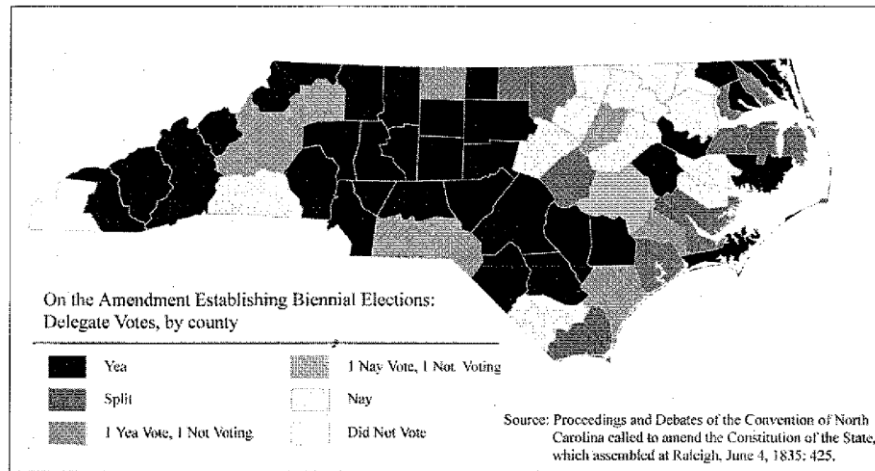 On the Amendment Establishing Biennial Elections:
Delegate Votes, by county
Yea
1 Nay Vote, 1 Not Voting
Split
Nay
1 Yea Vote, 1 Not Voting
Did Not Vote
Source: Proceedings and Debates of the Convention of North
Carolina called to amend the Constitution of the State,
which assembled at Raleigh, June 4, 1835; 425.